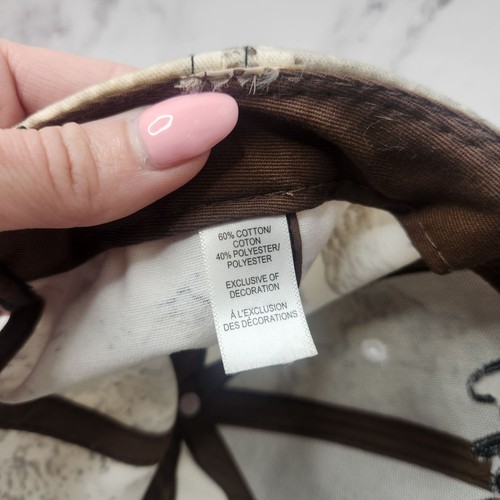 60% COTTON/
COTON
40% POLYESTER/
POLYESTER
EXCLUSIVE OF
DECORATION
À L'EXCLUSION
DES DÉCORATIONS